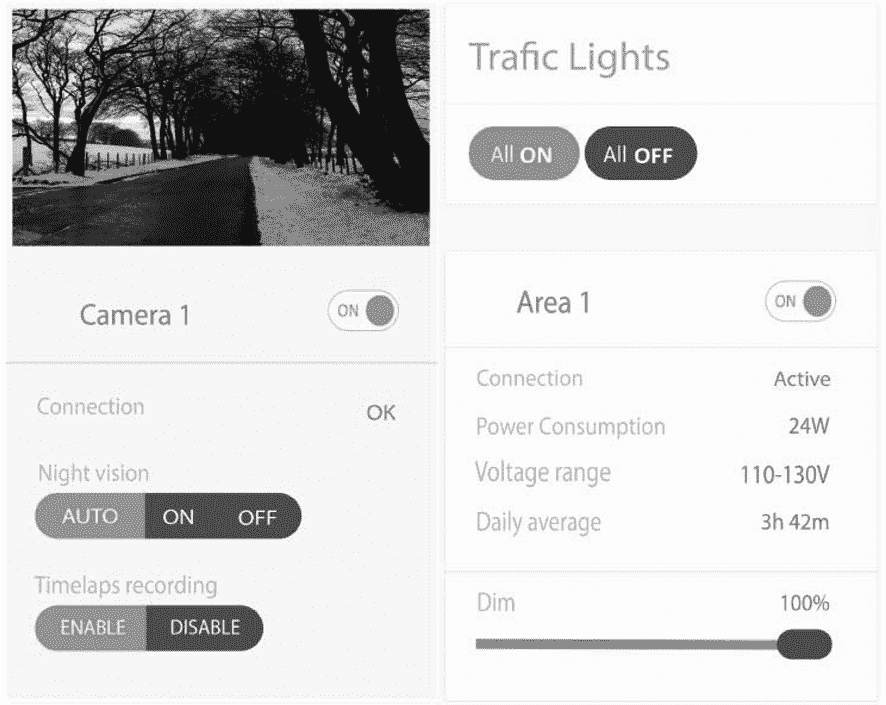 Camera 1
ON
Connection
OK
Night vision
AUTO ON OFF
Timelaps recording
ENABLE DISABLE
Trafic Lights
All ON All OFF
Area 1
ON
Connection Active
Power Consumption 24W
Voltage range 110-130V
Daily average 3h 42m
Dim 100%